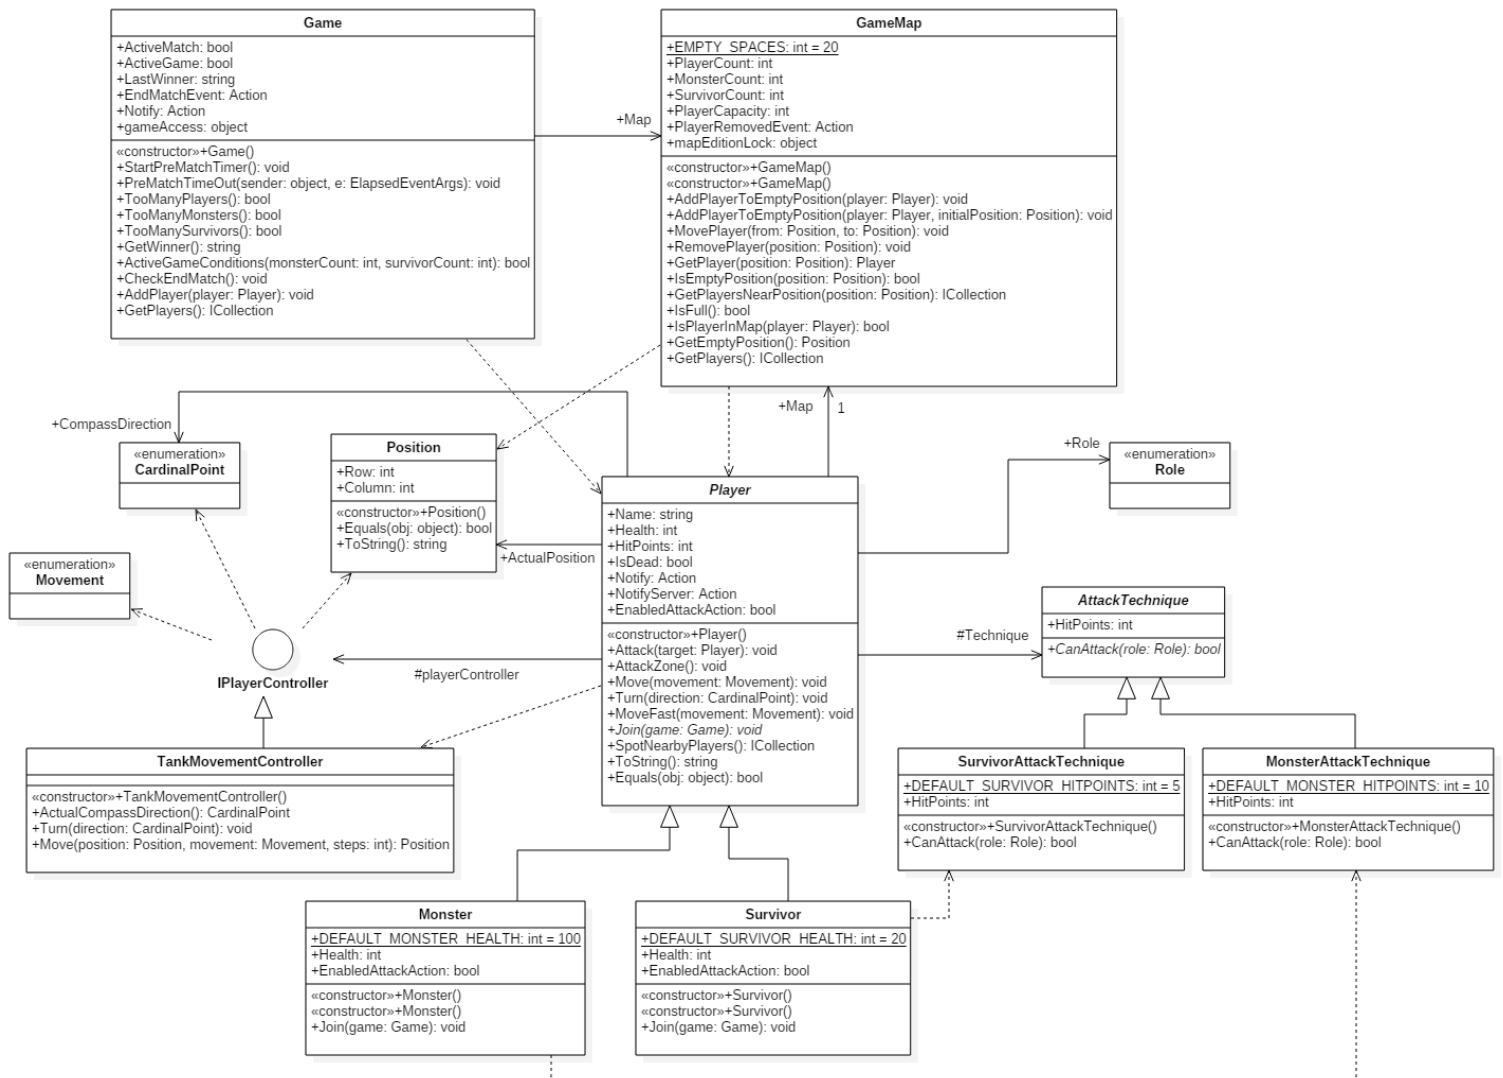 Game
+ActiveMatch: bool
+ActiveGame: bool
+LastWinner: string
+EndMatchEvent: Action
+Notify: Action
+gameAccess: object
«constructor»+Game()
+StartPreMatchTimer(): void
+PreMatchTimeOut(sender: object, e: ElapsedEventArgs): void
+TooManyPlayers(): bool
+TooManyMonsters(): bool
+TooManySurvivors(): bool
+GetWinner(): string
+ActiveGameConditions(monsterCount: int, survivorCount: int): bool
+CheckEndMatch(): void
+AddPlayer(player: Player): void
+GetPlayers(): ICollection
+Map
GameMap
+EMPTY_SPACES: int = 20
+PlayerCount: int
+MonsterCount: int
+SurvivorCount: int
+PlayerCapacity: int
+PlayerRemovedEvent: Action
+mapEditionLock: object
«constructor»+GameMap()
«constructor»+GameMap()
+AddPlayerToEmptyPosition(player: Player): void
+AddPlayerToEmptyPosition(player: Player, initialPosition: Position): void
+MovePlayer(from: Position, to: Position): void
+RemovePlayer(position: Position): void
+GetPlayer(position: Position): Player
+IsEmptyPosition(position: Position): bool
+GetPlayersNearPosition(position: Position): ICollection
+IsFull(): bool
+IsPlayerInMap(player: Player): bool
+GetEmptyPosition(): Position
+GetPlayers(): ICollection
+Map
1
+CompassDirection
«enumeration»
CardinalPoint
Position
+Row: int
+Column: int
«constructor»+Position()
+Equals(obj: object): bool
+ToString(): string
+ActualPosition
+Role
«enumeration»
Role
«enumeration»
Movement
Player
+Name: string
+Health: int
+HitPoints: int
+IsDead: bool
+Notify: Action
+NotifyServer: Action
+EnabledAttackAction: bool
«constructor»+Player()
+Attack(target: Player): void
+AttackZone(): void
+Move(movement: Movement): void
+Turn(direction: CardinalPoint): void
+MoveFast(movement: Movement): void
+Join(game: Game): void
+SpotNearbyPlayers(): ICollection
+ToString(): string
+Equals(obj: object): bool
#Technique
AttackTechnique
+HitPoints: int
+CanAttack(role: Role): bool
#playerController
IPlayerController
TankMovementController
«constructor»+TankMovementController()
+ActualCompassDirection(): CardinalPoint
+Turn(direction: CardinalPoint): void
+Move(position: Position, movement: Movement, steps: int): Position
SurvivorAttackTechnique
+DEFAULT_SURVIVOR_HITPOINTS: int = 5
+HitPoints: int
«constructor»+SurvivorAttackTechnique()
+CanAttack(role: Role): bool
MonsterAttackTechnique
+DEFAULT_MONSTER_HITPOINTS: int = 10
+HitPoints: int
«constructor»+MonsterAttackTechnique()
+CanAttack(role: Role): bool
Monster
+DEFAULT_MONSTER_HEALTH: int = 100
+Health: int
+EnabledAttackAction: bool
«constructor»+Monster()
«constructor»+Monster()
+Join(game: Game): void
Survivor
+DEFAULT_SURVIVOR_HEALTH: int = 20
+Health: int
+EnabledAttackAction: bool
«constructor»+Survivor()
«constructor»+Survivor()
+Join(game: Game): void